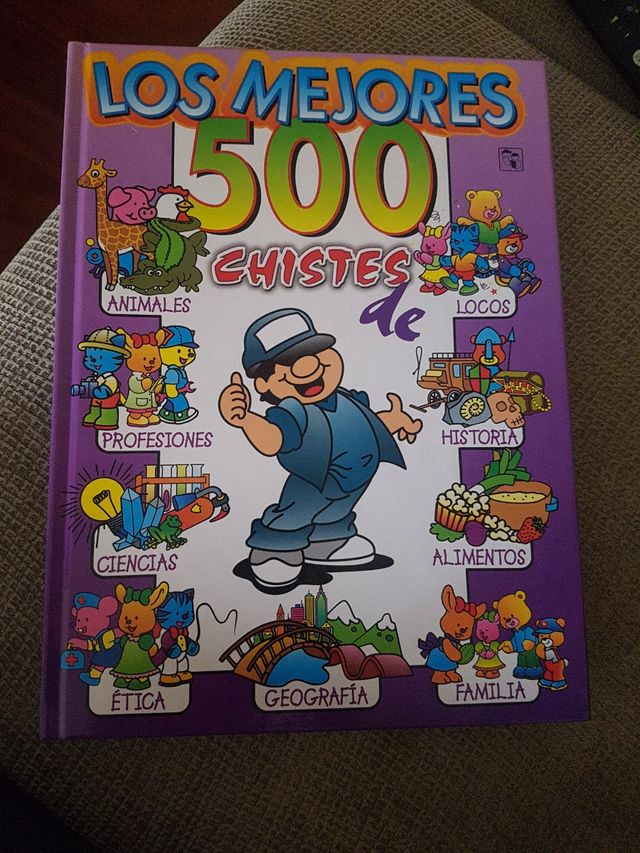 LOS MEJORES
500
CHISTES
de
ANIMALES
LOCOS
PROFESIONES
HISTORIA
CIENCIAS
ALIMENTOS
ÉTICA
GEOGRAFÍA
FAMILIA